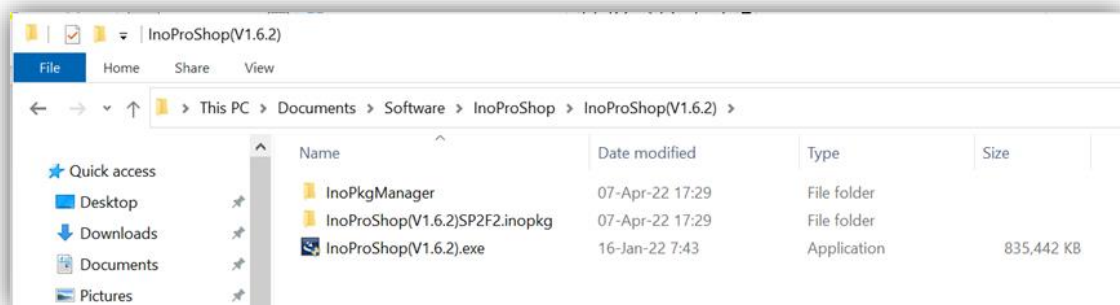 InoProShop(V1.6.2)
File Home Share View
This PC > Documents > Software > InoProShop > InoProShop(V1.6.2) >
Quick access
Desktop
Downloads
Documents
Pictures
Name Date modified Type Size
InoPkgManager 07-Apr-22 17:29 File folder
InoProShop(V1.6.2)SP2F2.inopkg 07-Apr-22 17:29 File folder
InoProShop(V1.6.2).exe 16-Jan-22 7:43 Application 835,442 KB